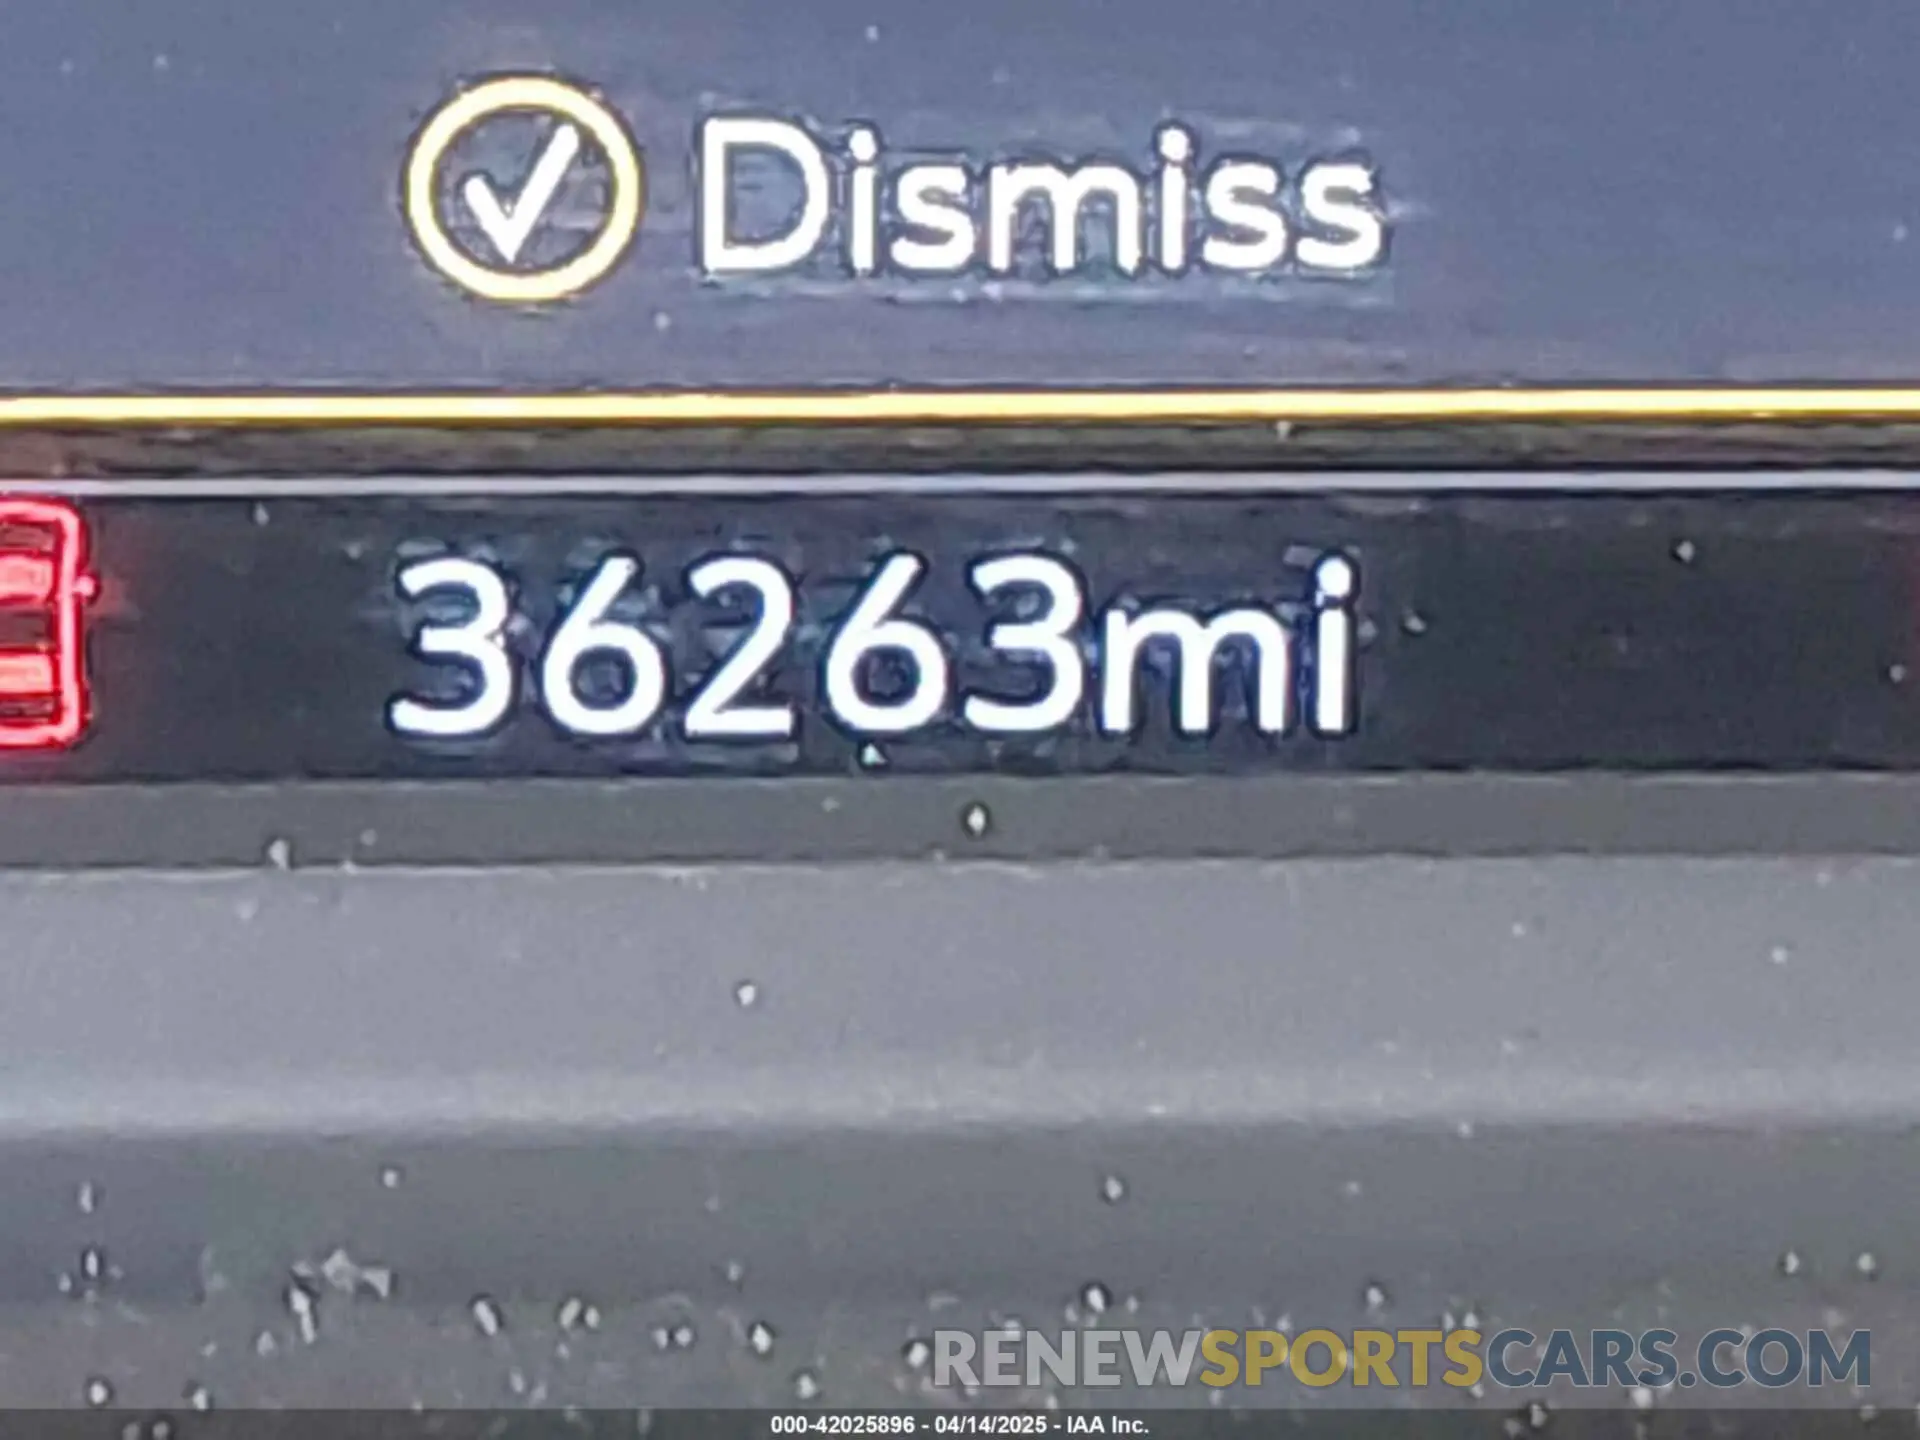 Dismiss
36263mi
RENEWSPORTSCARS.COM
000-42025896 - 04/14/2025 - IAA Inc.